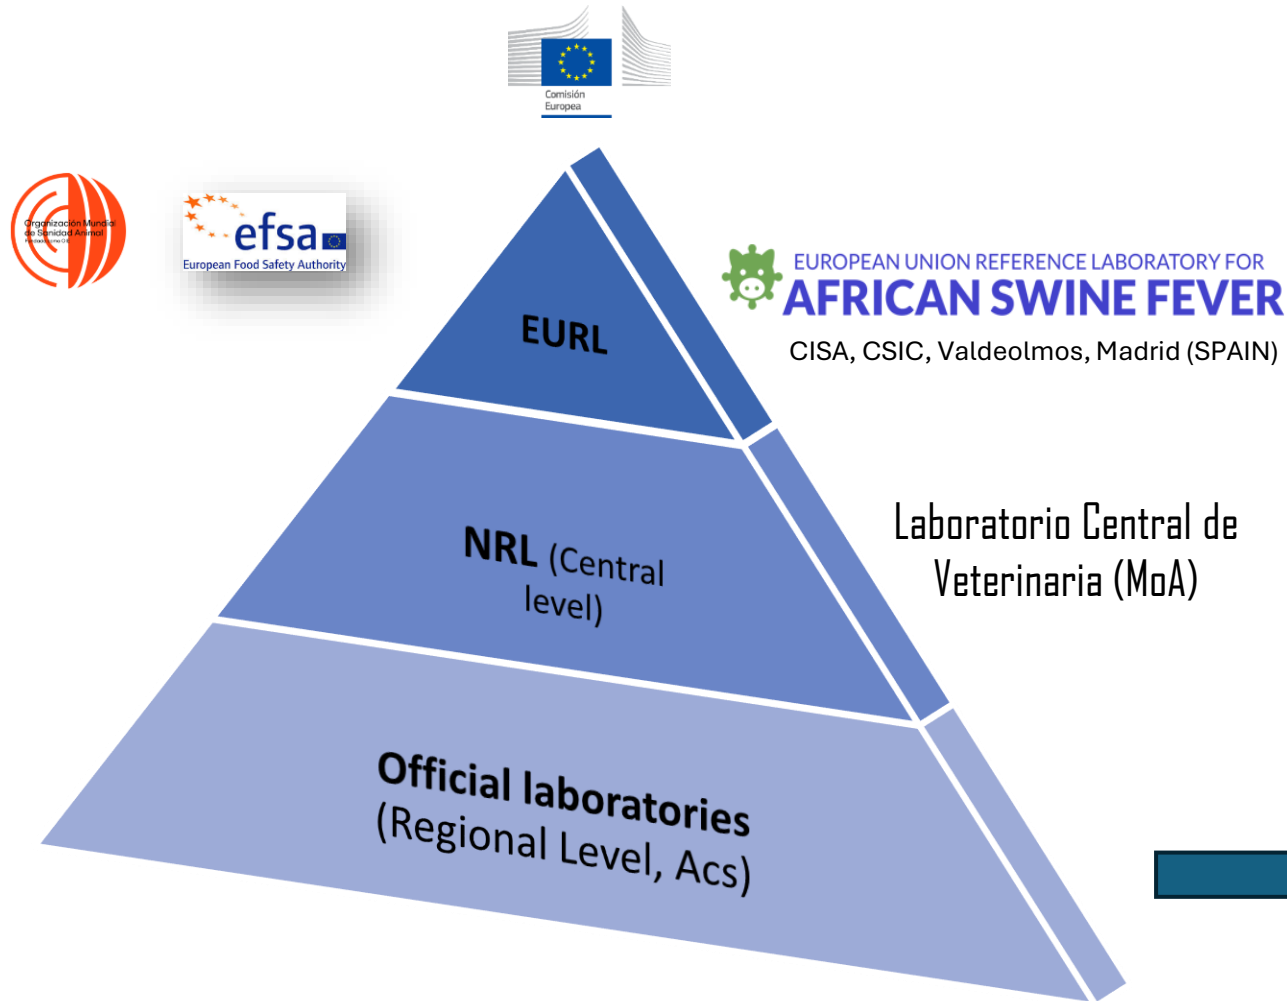 Comisión
Europea
Organización Mundial
de Sanidad Animal
efsa
European Food Safety Authority
EUROPEAN UNION REFERENCE LABORATORY FOR
AFRICAN SWINE FEVER
CISA, CSIC, Valdeolmos, Madrid (SPAIN)
EURL
NRL (Central
level)
Laboratorio Central de
Veterinaria (MoA)
Official laboratories
(Regional Level, Acs)